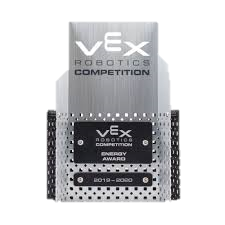 VEX
ROBOTICS
COMPETITION
VEX
ROBOTICS
COMPETITION
ENERGY
AWARD
2019-2020